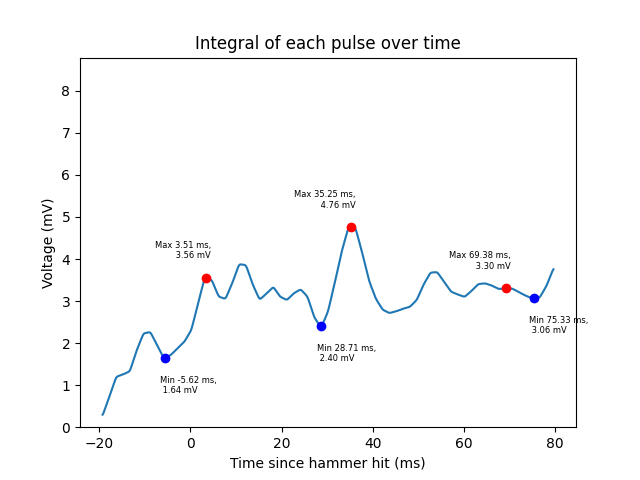 Integral of each pulse over time
Voltage (mV)
8
7
6
5
4
3
2
1
0
Max 35.25 ms,
4.76 mV
Max 3.51 ms,
3.56 mV
Max 69.38 ms,
3.30 mV
Min 75.33 ms,
3.06 mV
Min 28.71 ms,
2.40 mV
Min -5.62 ms,
1.64 mV
−20
0
20
40
60
80
Time since hammer hit (ms)